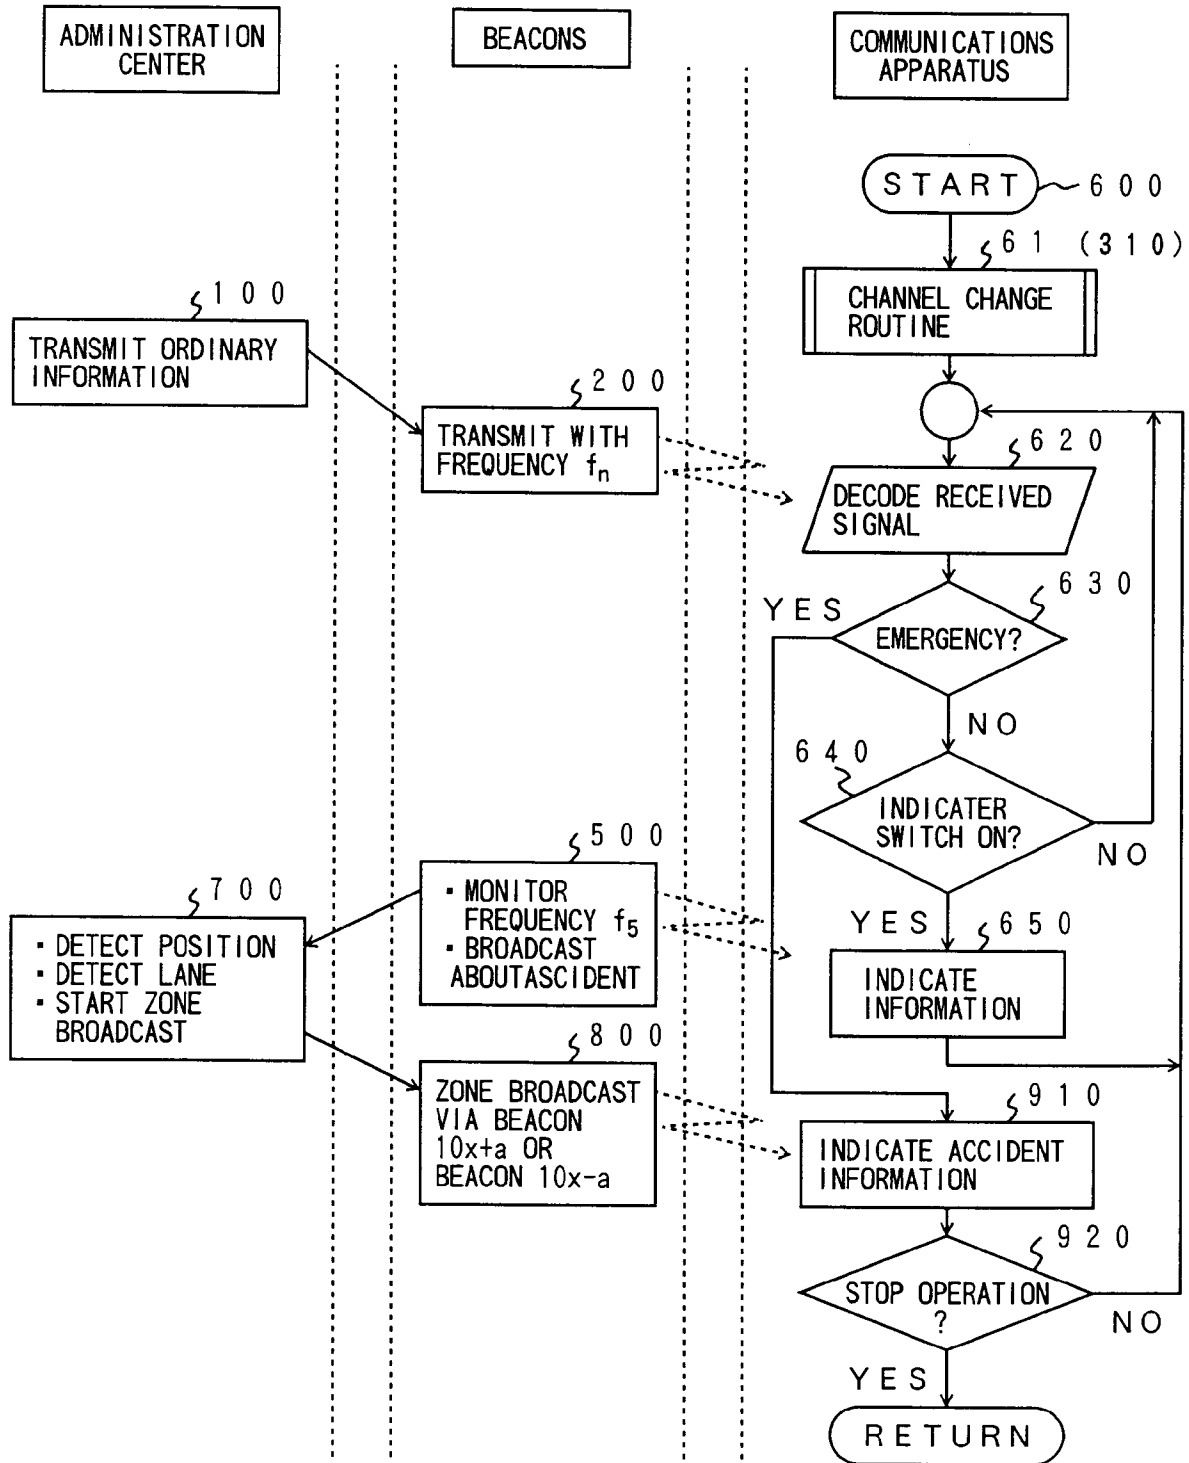 ADMINISTRATION
CENTER
BEACONS
COMMUNICATIONS
APPARATUS
START
600
61 (310)
CHANNEL CHANGE
ROUTINE
100
TRANSMIT ORDINARY
INFORMATION
200
TRANSMIT WITH
FREQUENCY fn
620
DECODE RECEIVED
SIGNAL
630
YES
EMERGENCY?
NO
640
INDICATER
SWITCH ON?
NO
YES
500
▪ MONITOR
FREQUENCY f5
▪ BROADCAST
ABOUTASCIDENT
700
▪ DETECT POSITION
▪ DETECT LANE
▪ START ZONE
BROADCAST
650
INDICATE
INFORMATION
800
ZONE BROADCAST
VIA BEACON
10x+a OR
BEACON 10x-a
910
INDICATE ACCIDENT
INFORMATION
920
STOP OPERATION
?
NO
YES
RETURN